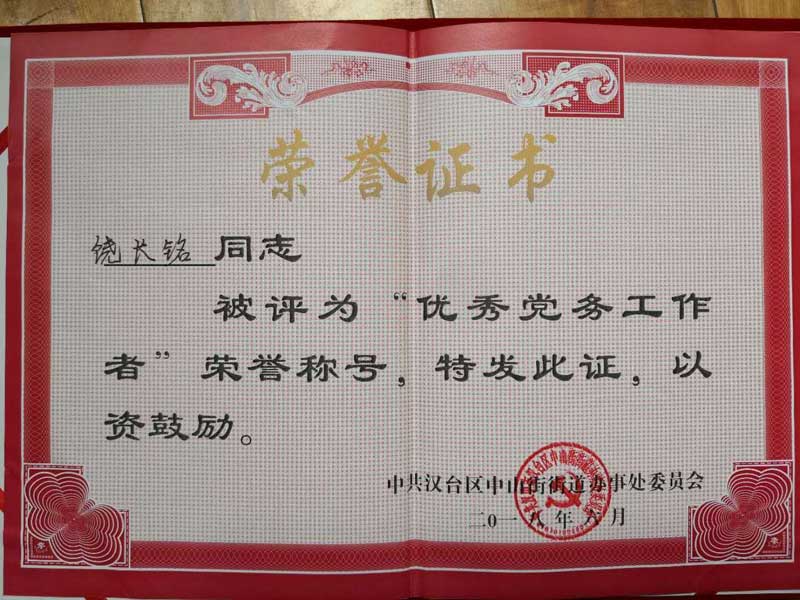 荣誉证书
饶长铭 同志
被评为“优秀党务工作
者”荣誉称号，特发此证，以
资鼓励。
中共汉台区中山街街道办事处委员会
二〇一八年六月